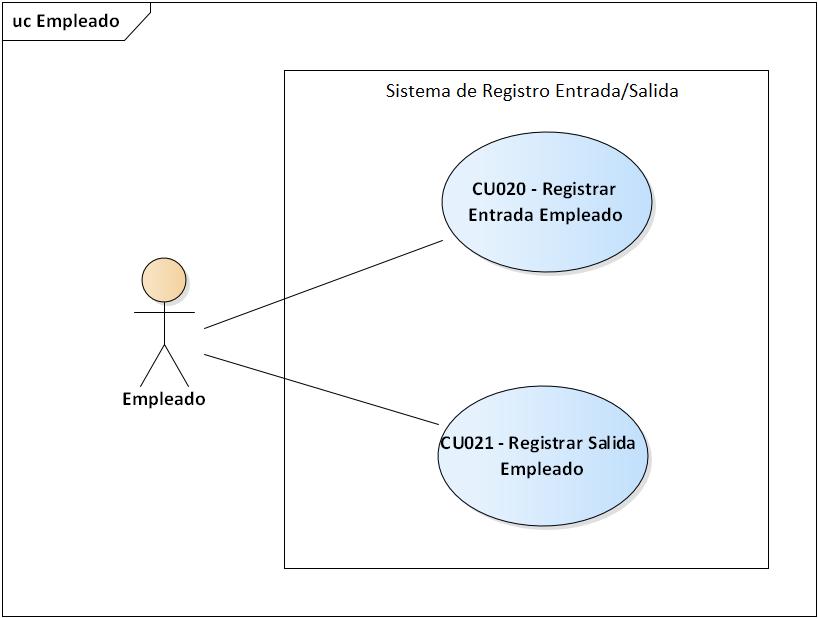 uc Empleado
Sistema de Registro Entrada/Salida
CU020 - Registrar
Entrada Empleado
Empleado
CU021 - Registrar Salida
Empleado